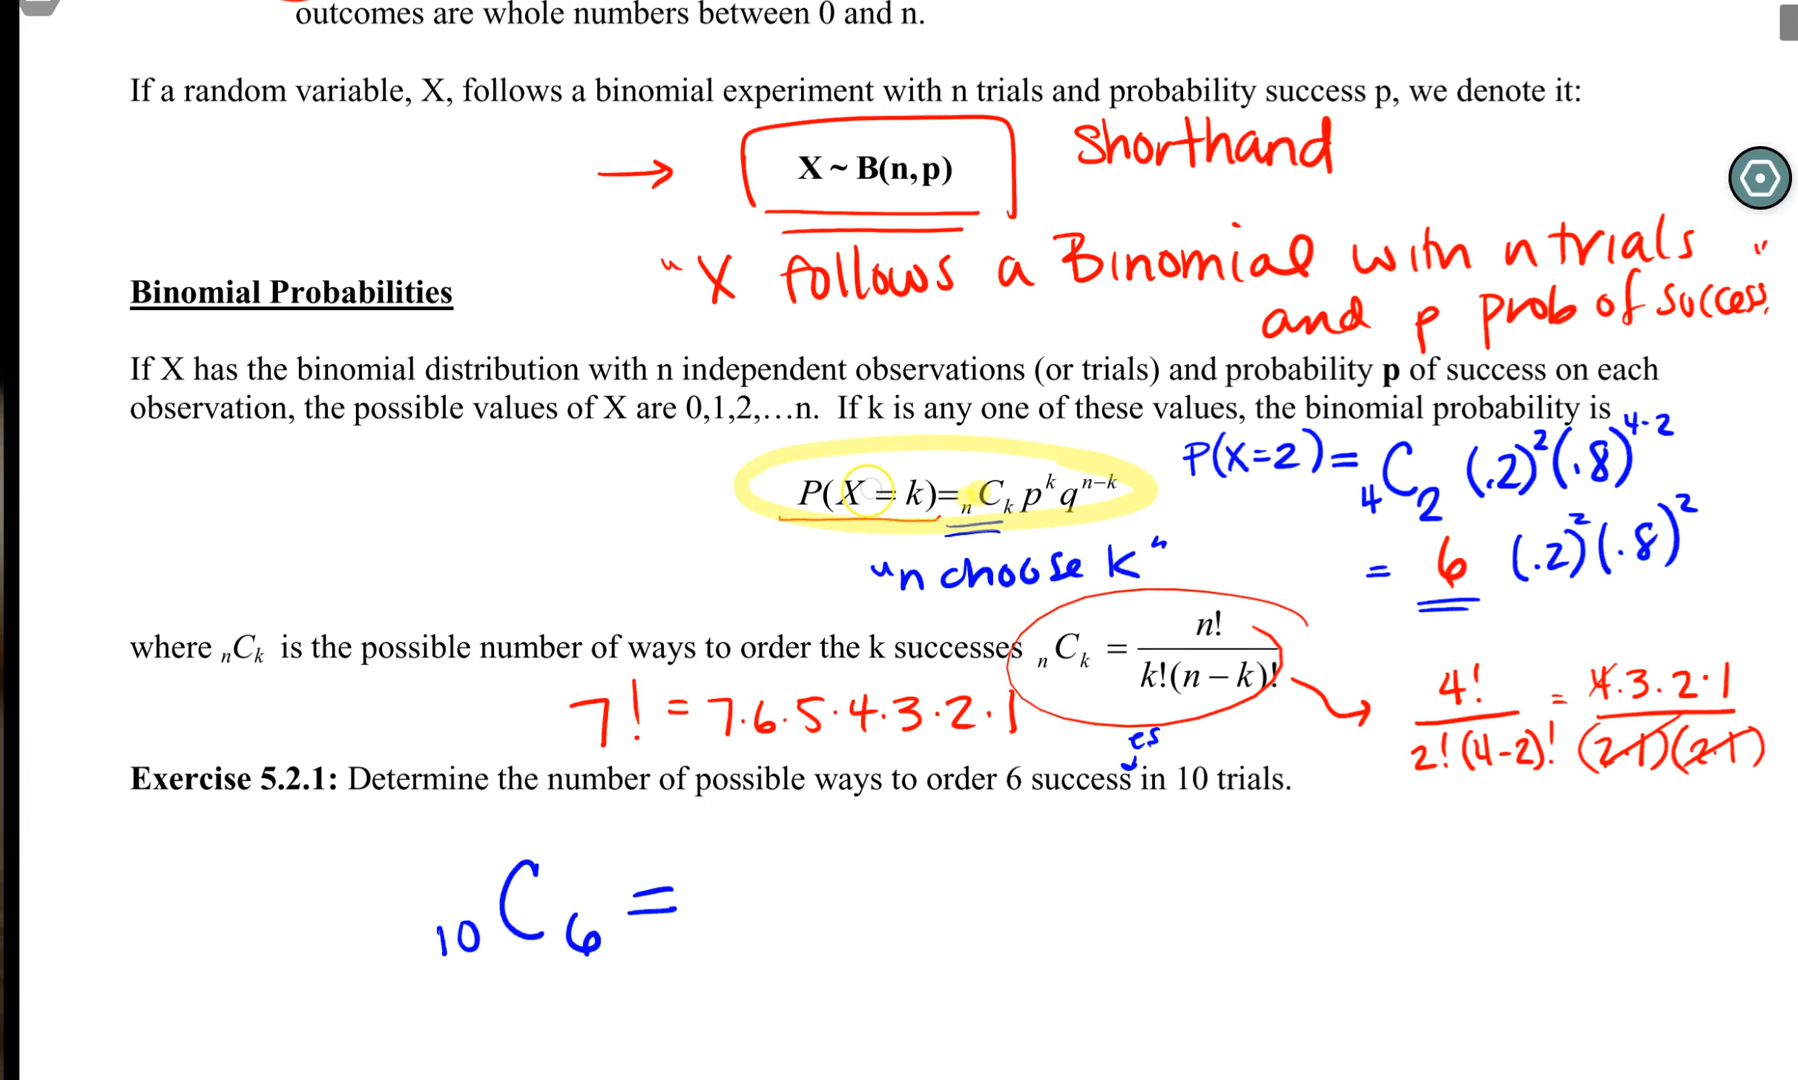 outcomes are whole numbers between 0 and n.
If a random variable, X, follows a binomial experiment with n trials and probability success p, we denote it:
→ X ~ B(n,p) Shorthand
"X follows a Binomial with n trials "
and p prob of success.
Binomial Probabilities
If X has the binomial distribution with n independent observations (or trials) and probability p of success on each
observation, the possible values of X are 0,1,2,…n. If k is any one of these values, the binomial probability is
P(X = k)= ₙCₖ pᵏ qⁿ⁻ᵏ
P(X=2) = ₄C₂ (.2)²(.8)⁴⁻²
= 6 (.2)²(.8)²
"n choose k"
where ₙCₖ is the possible number of ways to order the k successes ₙCₖ = n! / k!(n – k)!
7! = 7·6·5·4·3·2·1
4! / 2!(4-2)! = 4·3·2·1 / (2·1)(2·1)
es
Exercise 5.2.1: Determine the number of possible ways to order 6 success in 10 trials.
₁₀C₆ =